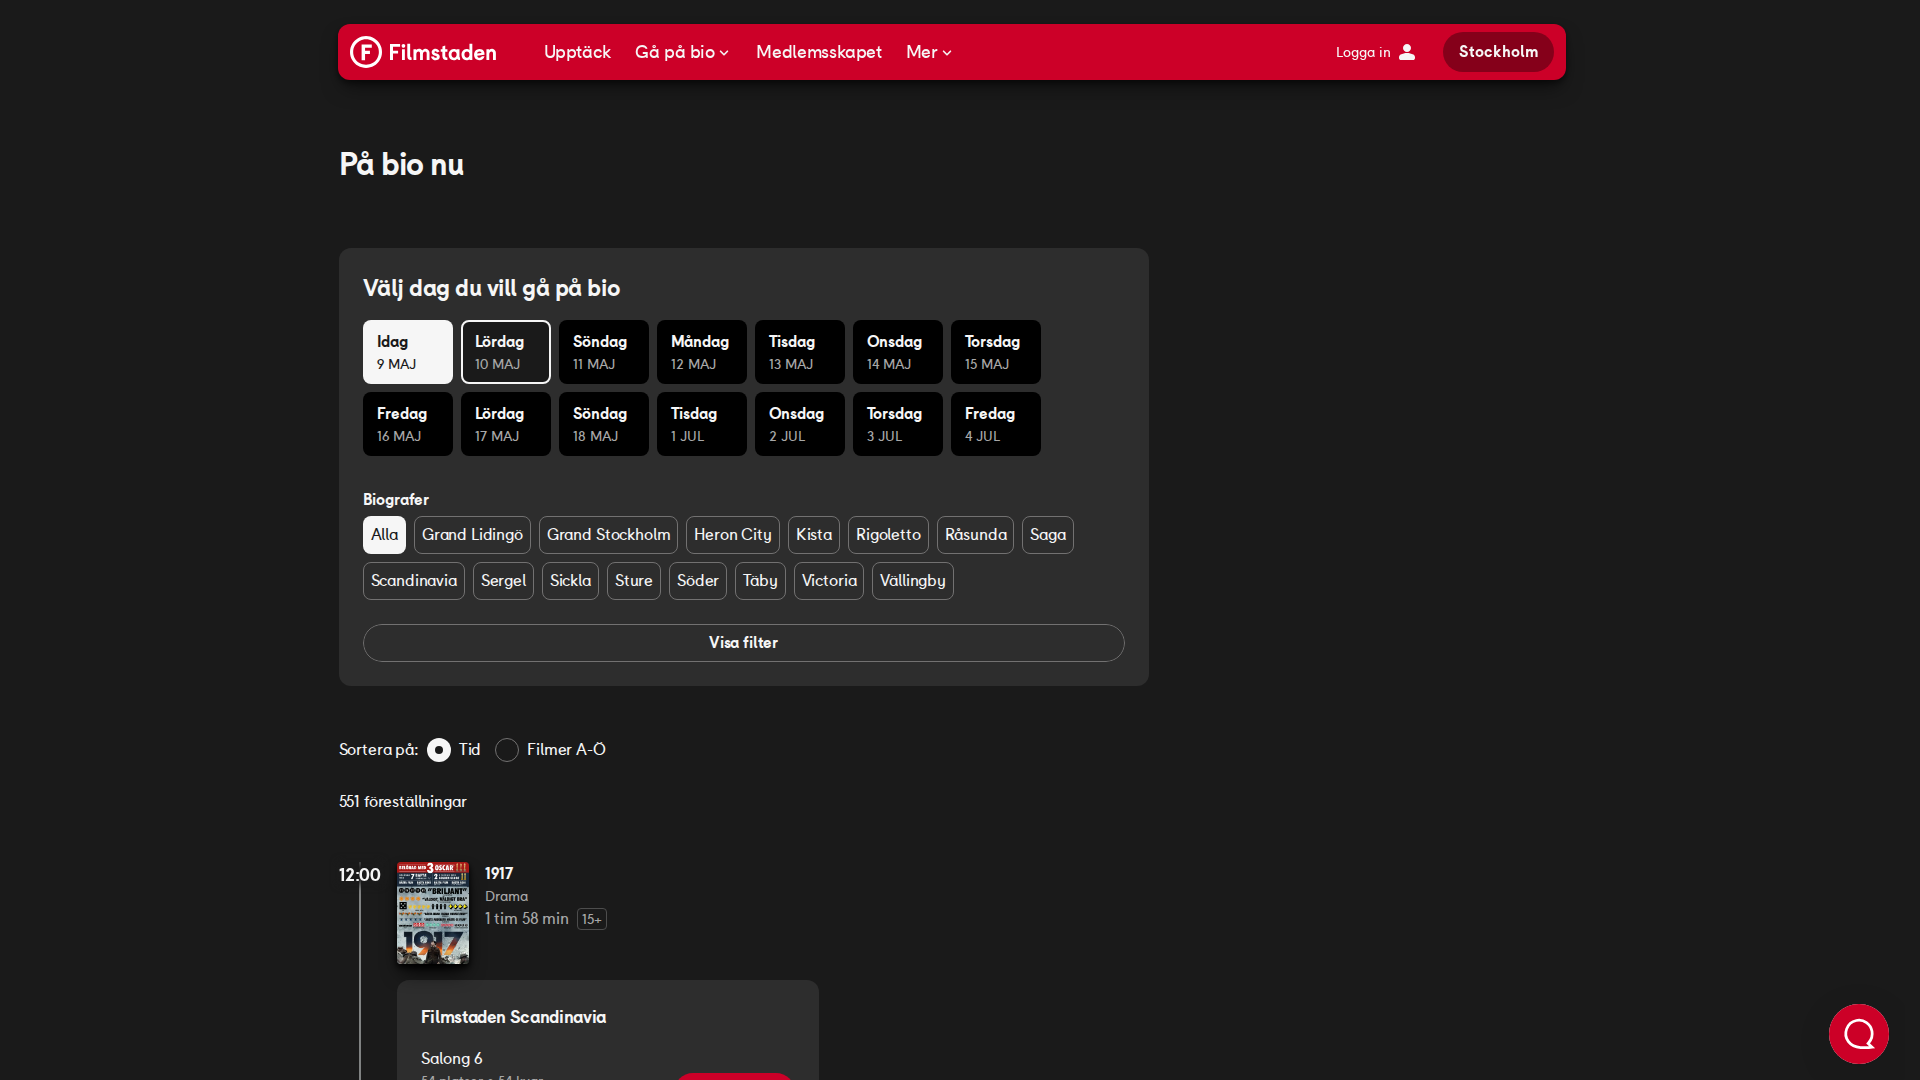 Filmstaden Upptäck Gå på bio Medlemsskapet Mer Logga in Stockholm
På bio nu
Välj dag du vill gå på bio
Idag Lördag Söndag Måndag Tisdag Onsdag Torsdag
9 MAJ 10 MAJ 11 MAJ 12 MAJ 13 MAJ 14 MAJ 15 MAJ
Fredag Lördag Söndag Tisdag Onsdag Torsdag Fredag
16 MAJ 17 MAJ 18 MAJ 1 JUL 2 JUL 3 JUL 4 JUL
Biografer
Alla Grand Lidingö Grand Stockholm Heron City Kista Rigoletto Råsunda Saga
Scandinavia Sergel Sickla Sture Söder Täby Victoria Vällingby
Visa filter
Sortera på: Tid Filmer A-Ö
551 föreställningar
12:00
3 OSCAR
"BRILJANT"
1917
1917
Drama
1 tim 58 min 15+
Filmstaden Scandinavia
Salong 6